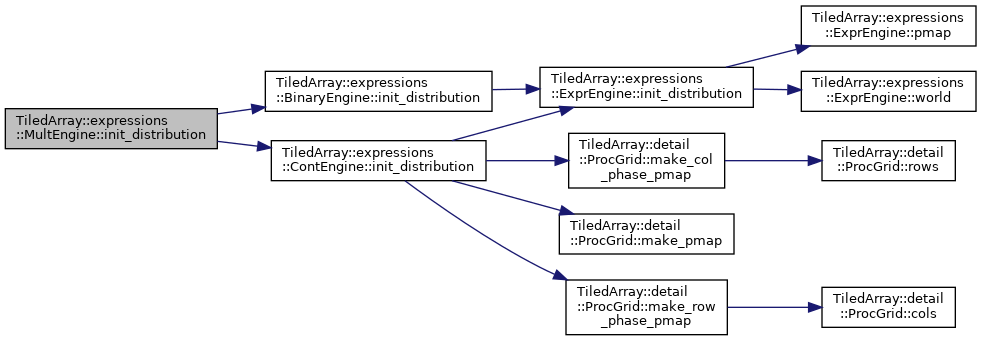 TiledArray::expressions
::MultEngine::init_distribution
TiledArray::expressions
::BinaryEngine::init_distribution
TiledArray::expressions
::ContEngine::init_distribution
TiledArray::expressions
::ExprEngine::init_distribution
TiledArray::detail
::ProcGrid::make_col
_phase_pmap
TiledArray::detail
::ProcGrid::make_pmap
TiledArray::detail
::ProcGrid::make_row
_phase_pmap
TiledArray::expressions
::ExprEngine::pmap
TiledArray::expressions
::ExprEngine::world
TiledArray::detail
::ProcGrid::rows
TiledArray::detail
::ProcGrid::cols